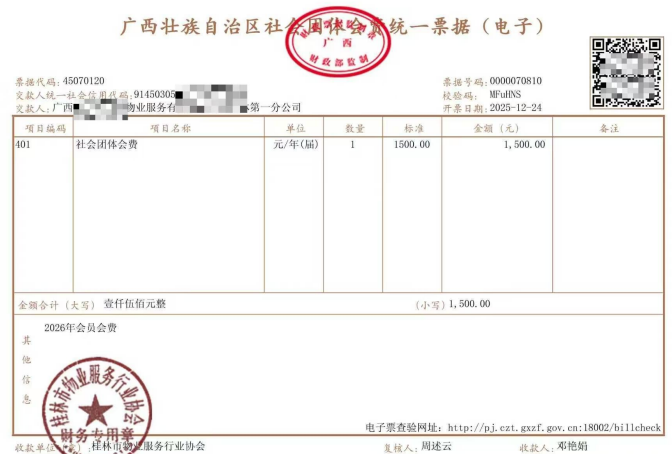 广西壮族自治区社会团体会费统一票据（电子）
财政部监制
广西
票据代码：45070120
票据号码：0000070810
交款人统一社会信用代码：91450305
校验码：MFuHNS
交款人：广西 物业服务有 第一分公司
开票日期：2025-12-24
项目编码 项目名称 单位 数量 标准 金额（元） 备注
401 社会团体会费 元/年(届) 1 1500.00 1,500.00
金额合计（大写）壹仟伍佰元整 （小写）1,500.00
其他信息
2026年会员会费
桂林市物业服务行业协会
财务专用章
电子票查验网址：http://pj.czt.gxzf.gov.cn:18002/billcheck
收款单位 桂林市物业服务行业协会 复核人：周述云 收款人：邓艳娟